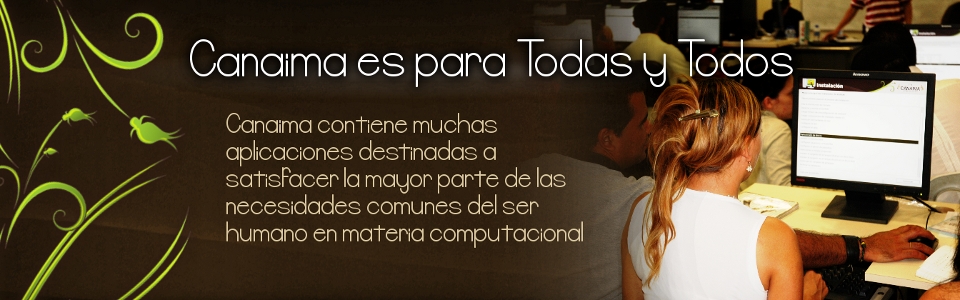 Canaima es para Todas y Todos
Canaima contiene muchas
aplicaciones destinadas a
satisfacer la mayor parte de las
necesidades comunes del ser
humano en materia computacional
Instalación